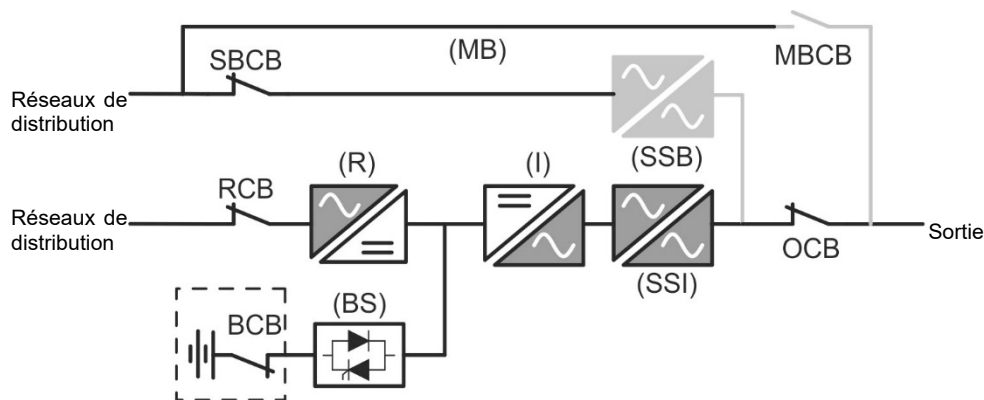 (MB)
MBCB
SBCB
Réseaux de
distribution
(SSB)
(R)
(I)
RCB
Réseaux de
distribution
Sortie
OCB
(SSI)
(BS)
BCB